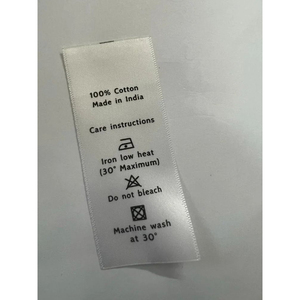 100% Cotton
Made in India
Care instructions
Iron low heat
(30° Maximum)
Do not bleach
Machine wash
at 30°